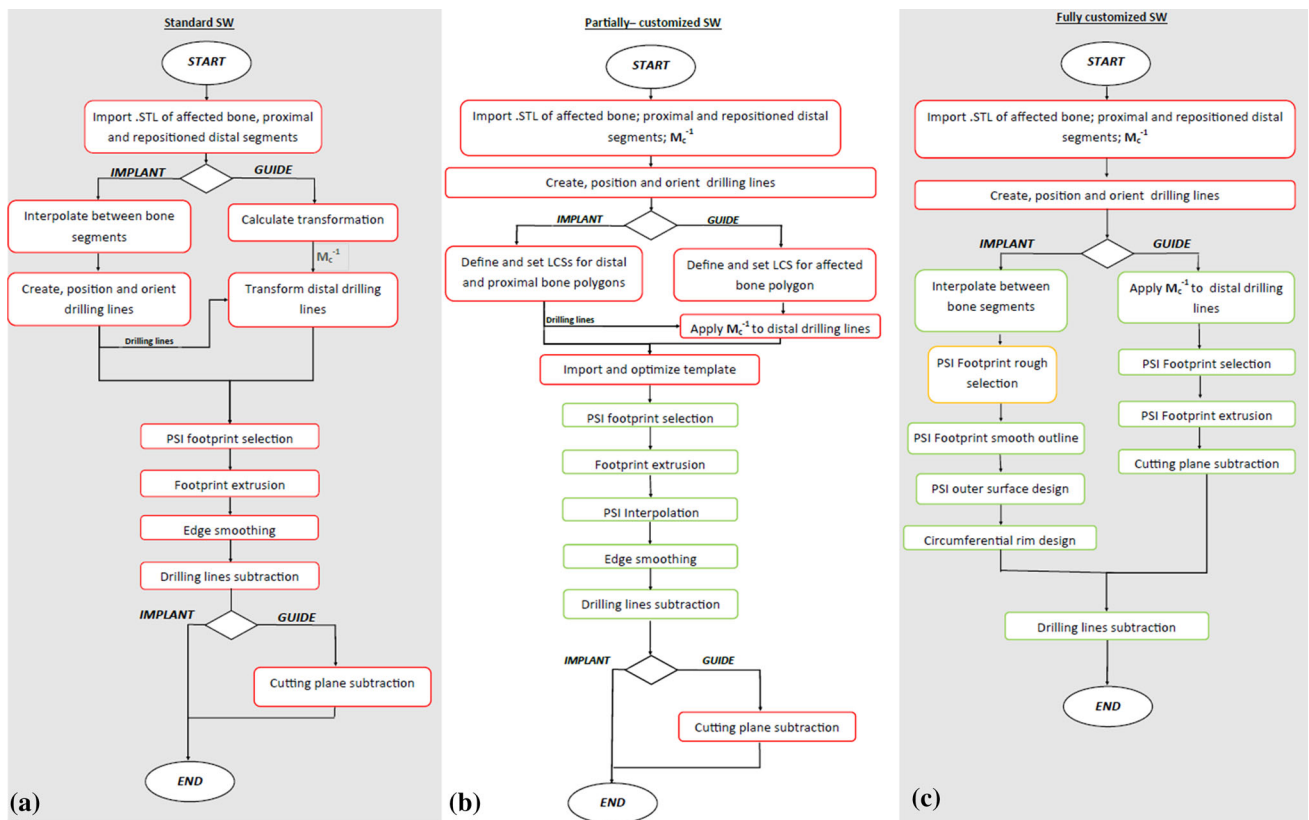 Standard SW
START
Import .STL of affected bone, proximal
and repositioned distal segments
IMPLANT
GUIDE
Interpolate between bone
segments
Calculate transformation
Mc⁻¹
Create, position and orient
drilling lines
Transform distal drilling
lines
Drilling lines
PSI footprint selection
Footprint extrusion
Edge smoothing
Drilling lines subtraction
IMPLANT
GUIDE
Cutting plane subtraction
END
(a)
Partially– customized SW
START
Import .STL of affected bone; proximal and repositioned distal
segments; Mc⁻¹
Create, position and orient drilling lines
IMPLANT
GUIDE
Define and set LCSs for distal
and proximal bone polygons
Define and set LCS for affected
bone polygon
Drilling lines
Apply Mc⁻¹ to distal drilling lines
Import and optimize template
PSI footprint selection
Footprint extrusion
PSI Interpolation
Edge smoothing
Drilling lines subtraction
IMPLANT
GUIDE
Cutting plane subtraction
END
(b)
Fully customized SW
START
Import .STL of affected bone; proximal and repositioned distal
segments; Mc⁻¹
Create, position and orient drilling lines
IMPLANT
GUIDE
Interpolate between
bone segments
Apply Mc⁻¹ to distal drilling
lines
PSI Footprint rough
selection
PSI Footprint selection
PSI Footprint smooth outline
PSI Footprint extrusion
PSI outer surface design
Cutting plane subtraction
Circumferential rim design
Drilling lines subtraction
END
(c)